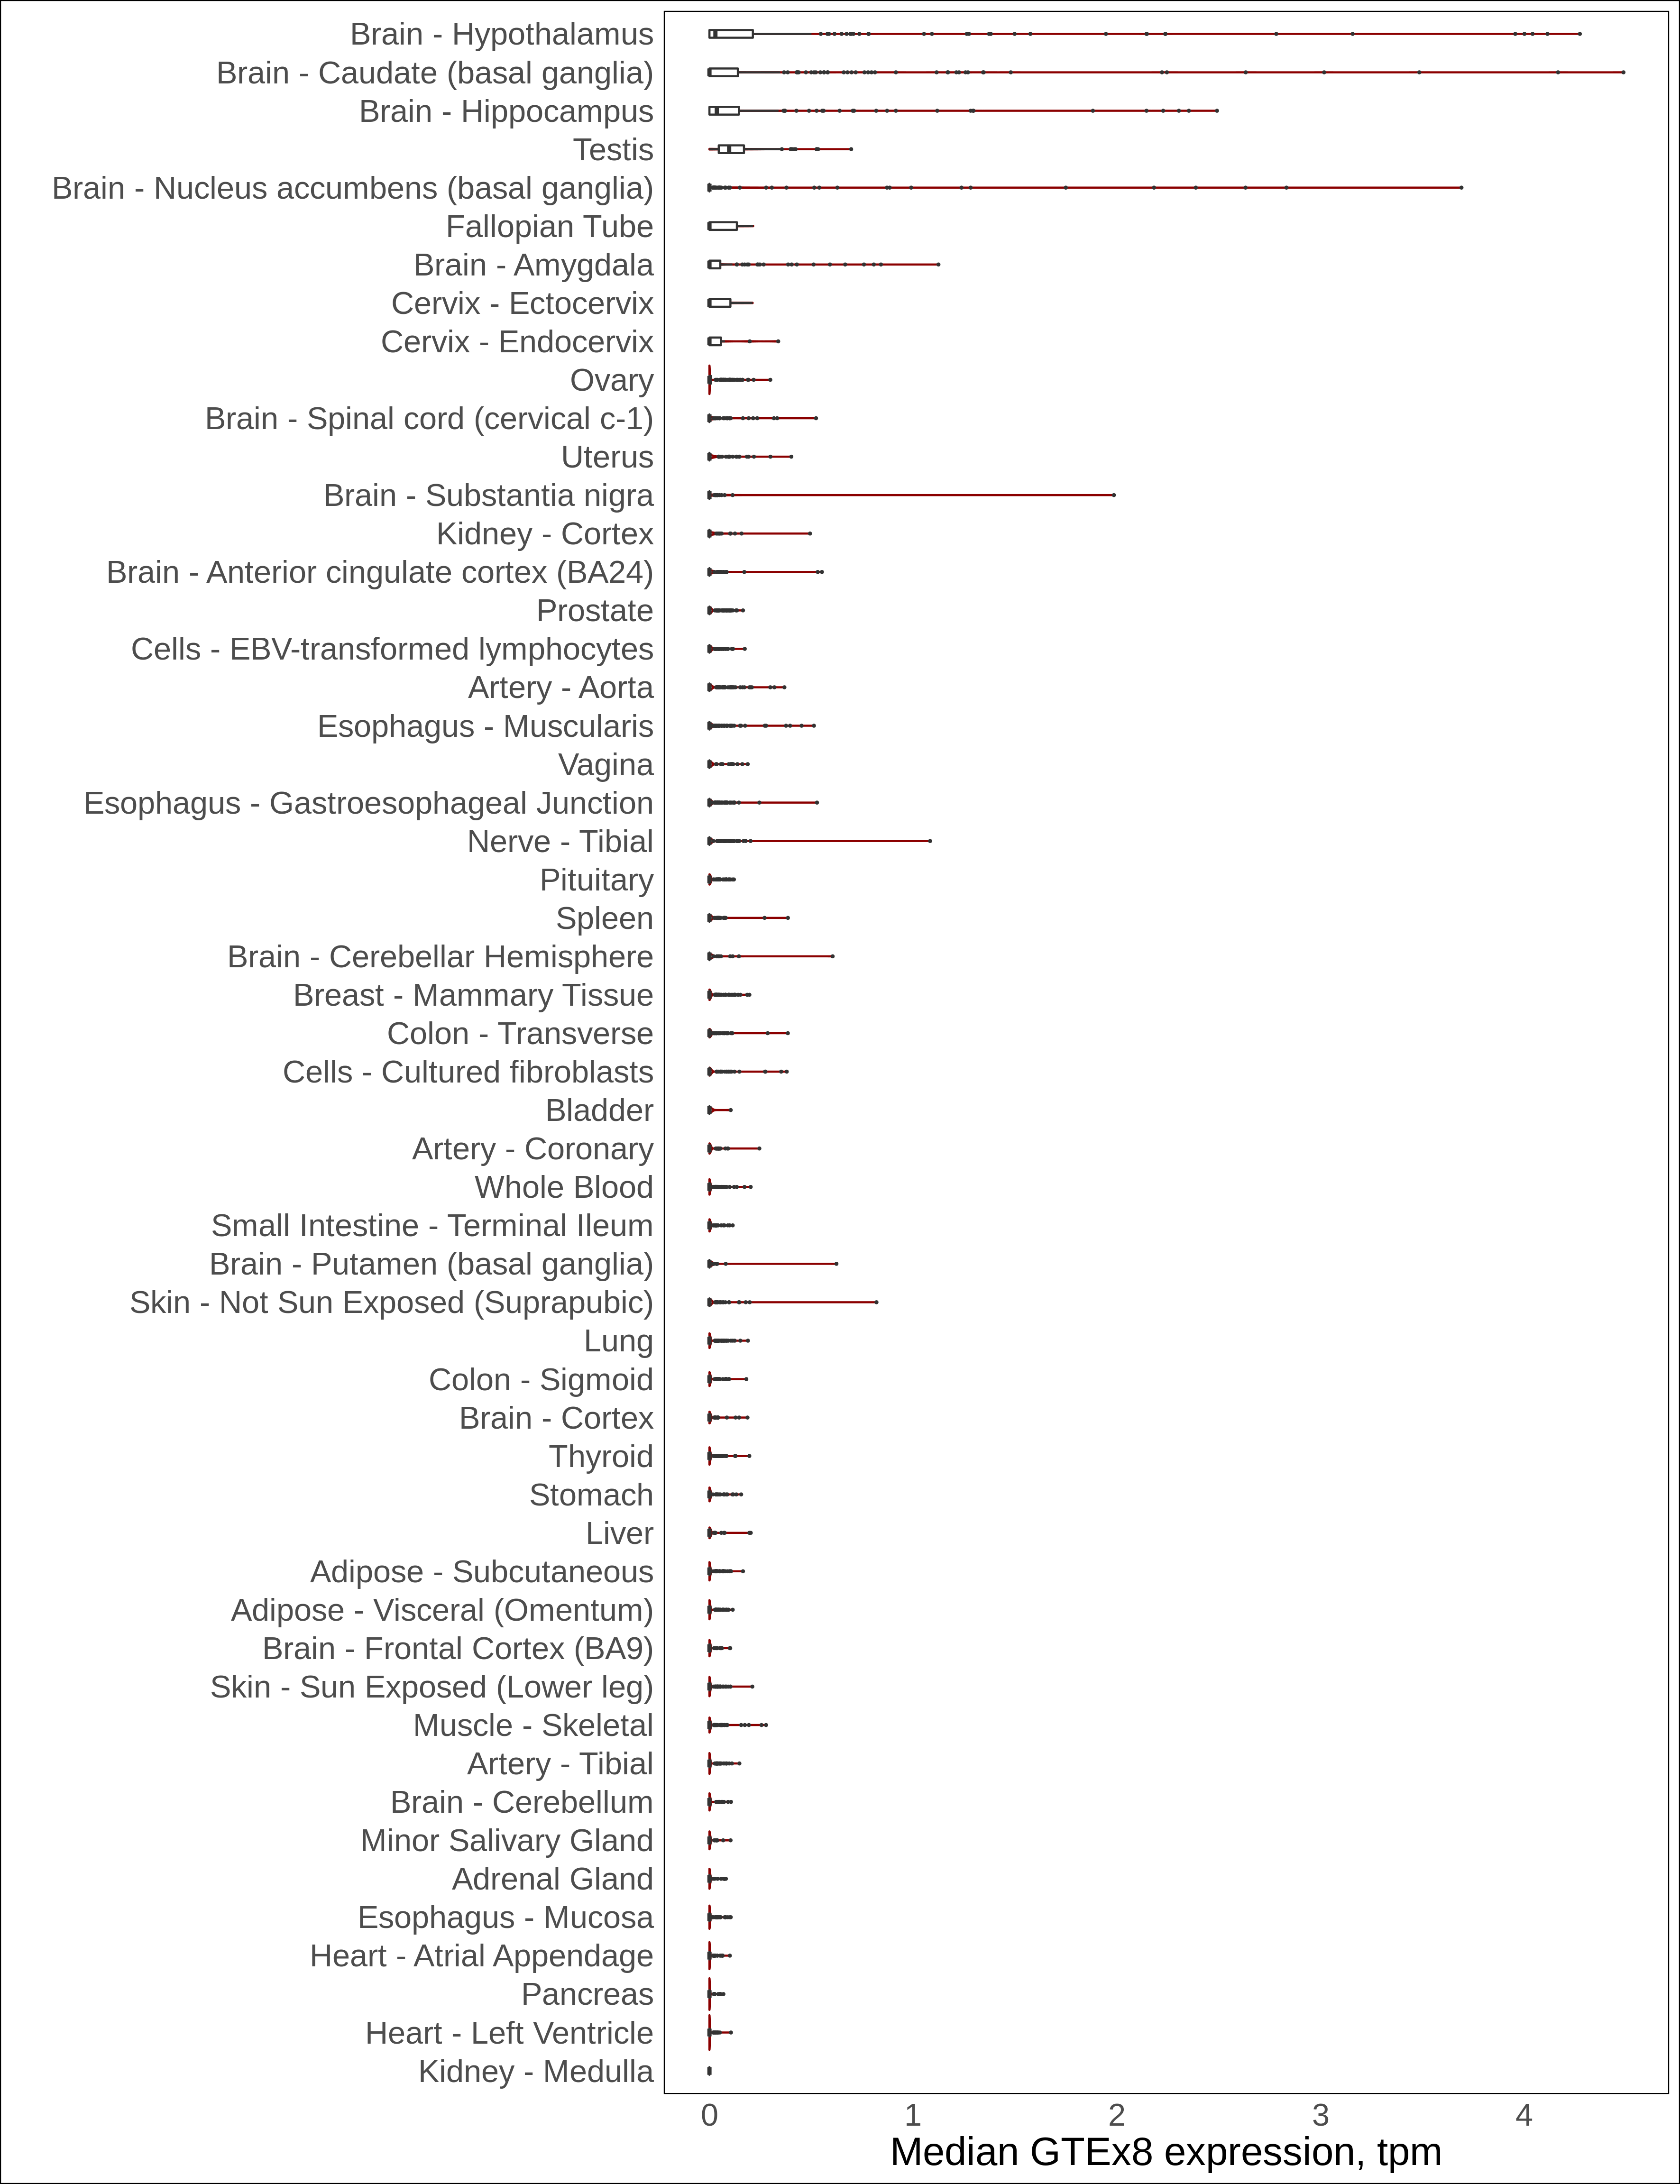 Brain - Hypothalamus
Brain - Caudate (basal ganglia)
Brain - Hippocampus
Testis
Brain - Nucleus accumbens (basal ganglia)
Fallopian Tube
Brain - Amygdala
Cervix - Ectocervix
Cervix - Endocervix
Ovary
Brain - Spinal cord (cervical c-1)
Uterus
Brain - Substantia nigra
Kidney - Cortex
Brain - Anterior cingulate cortex (BA24)
Prostate
Cells - EBV-transformed lymphocytes
Artery - Aorta
Esophagus - Muscularis
Vagina
Esophagus - Gastroesophageal Junction
Nerve - Tibial
Pituitary
Spleen
Brain - Cerebellar Hemisphere
Breast - Mammary Tissue
Colon - Transverse
Cells - Cultured fibroblasts
Bladder
Artery - Coronary
Whole Blood
Small Intestine - Terminal Ileum
Brain - Putamen (basal ganglia)
Skin - Not Sun Exposed (Suprapubic)
Lung
Colon - Sigmoid
Brain - Cortex
Thyroid
Stomach
Liver
Adipose - Subcutaneous
Adipose - Visceral (Omentum)
Brain - Frontal Cortex (BA9)
Skin - Sun Exposed (Lower leg)
Muscle - Skeletal
Artery - Tibial
Brain - Cerebellum
Minor Salivary Gland
Adrenal Gland
Esophagus - Mucosa
Heart - Atrial Appendage
Pancreas
Heart - Left Ventricle
Kidney - Medulla
0 1 2 3 4
Median GTEx8 expression, tpm